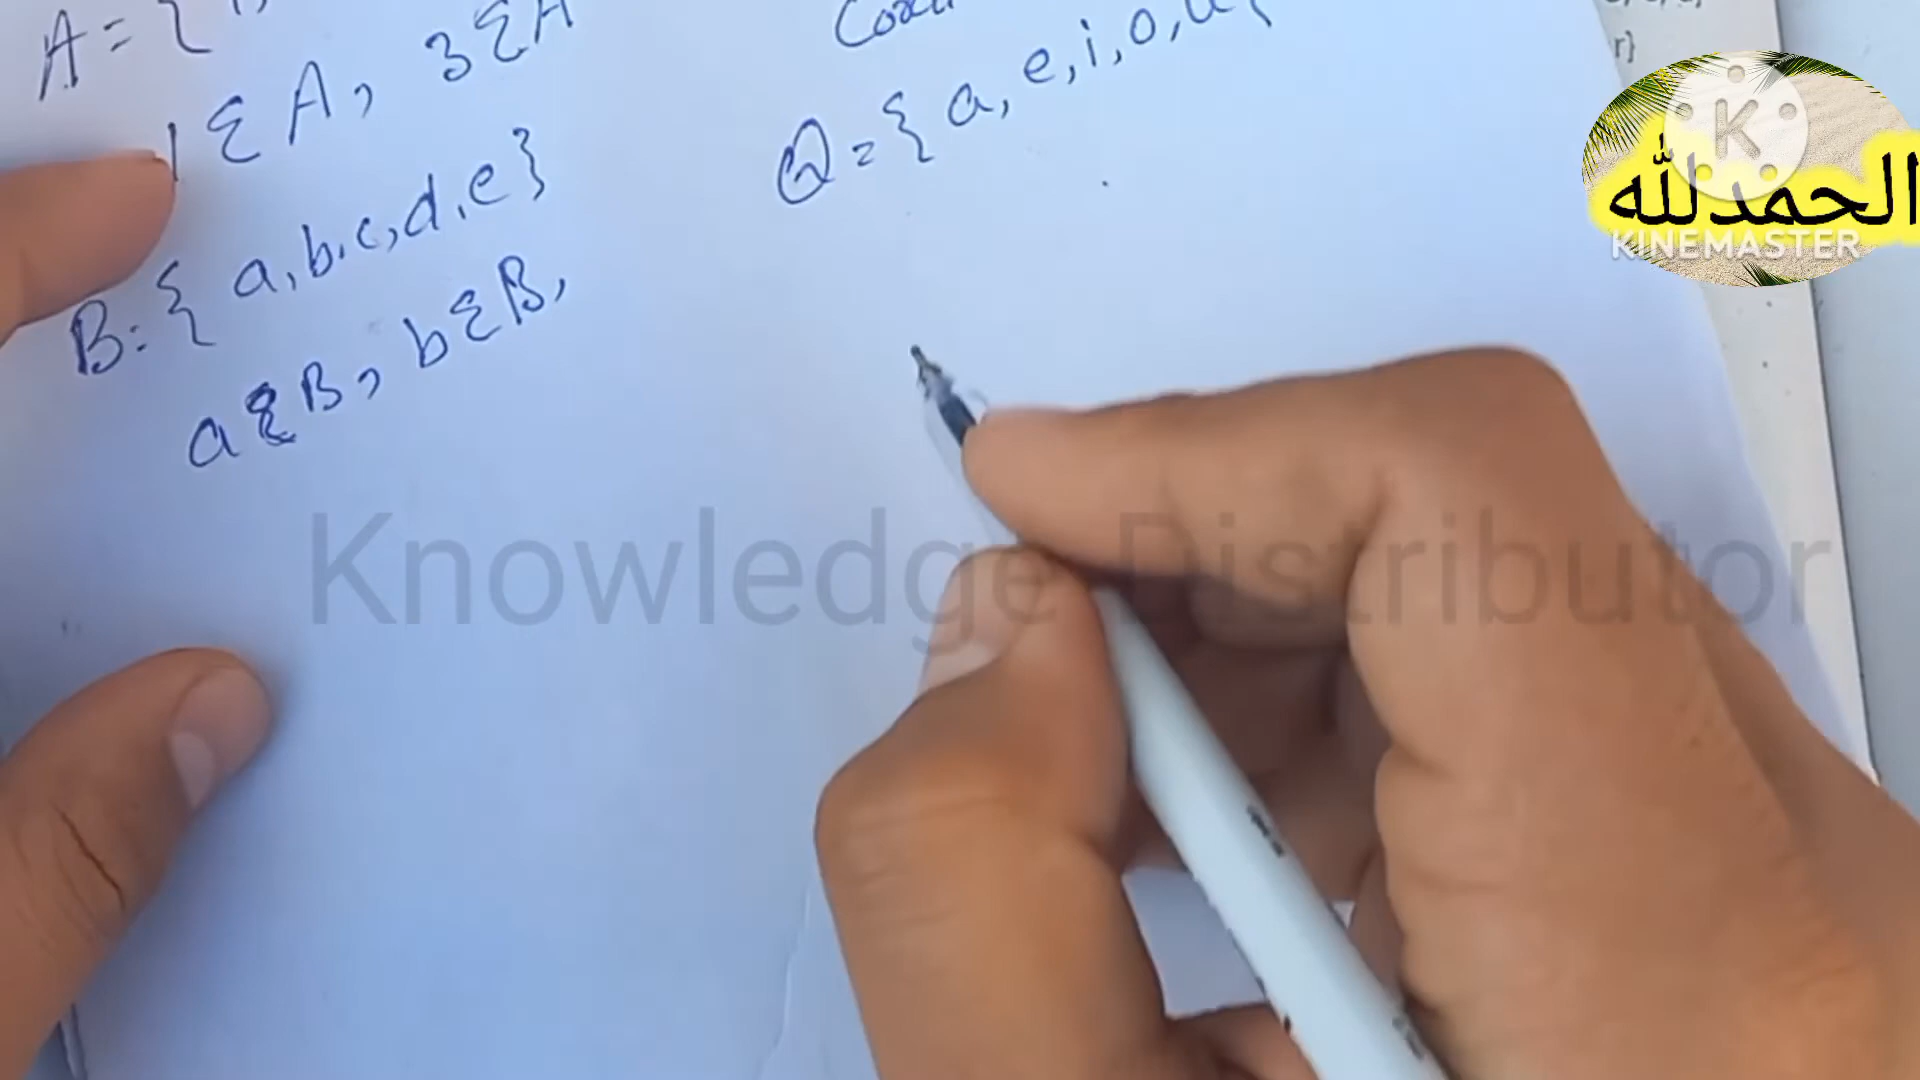 A = {
1 ∑ A, 3 ∑ A
B: { a, b, c, d, e }
a ∑ B, b ∑ B,
Q = { a, e, i, o, u }
r}
الحمدلله
K
KINEMASTER
Knowledge Distributor